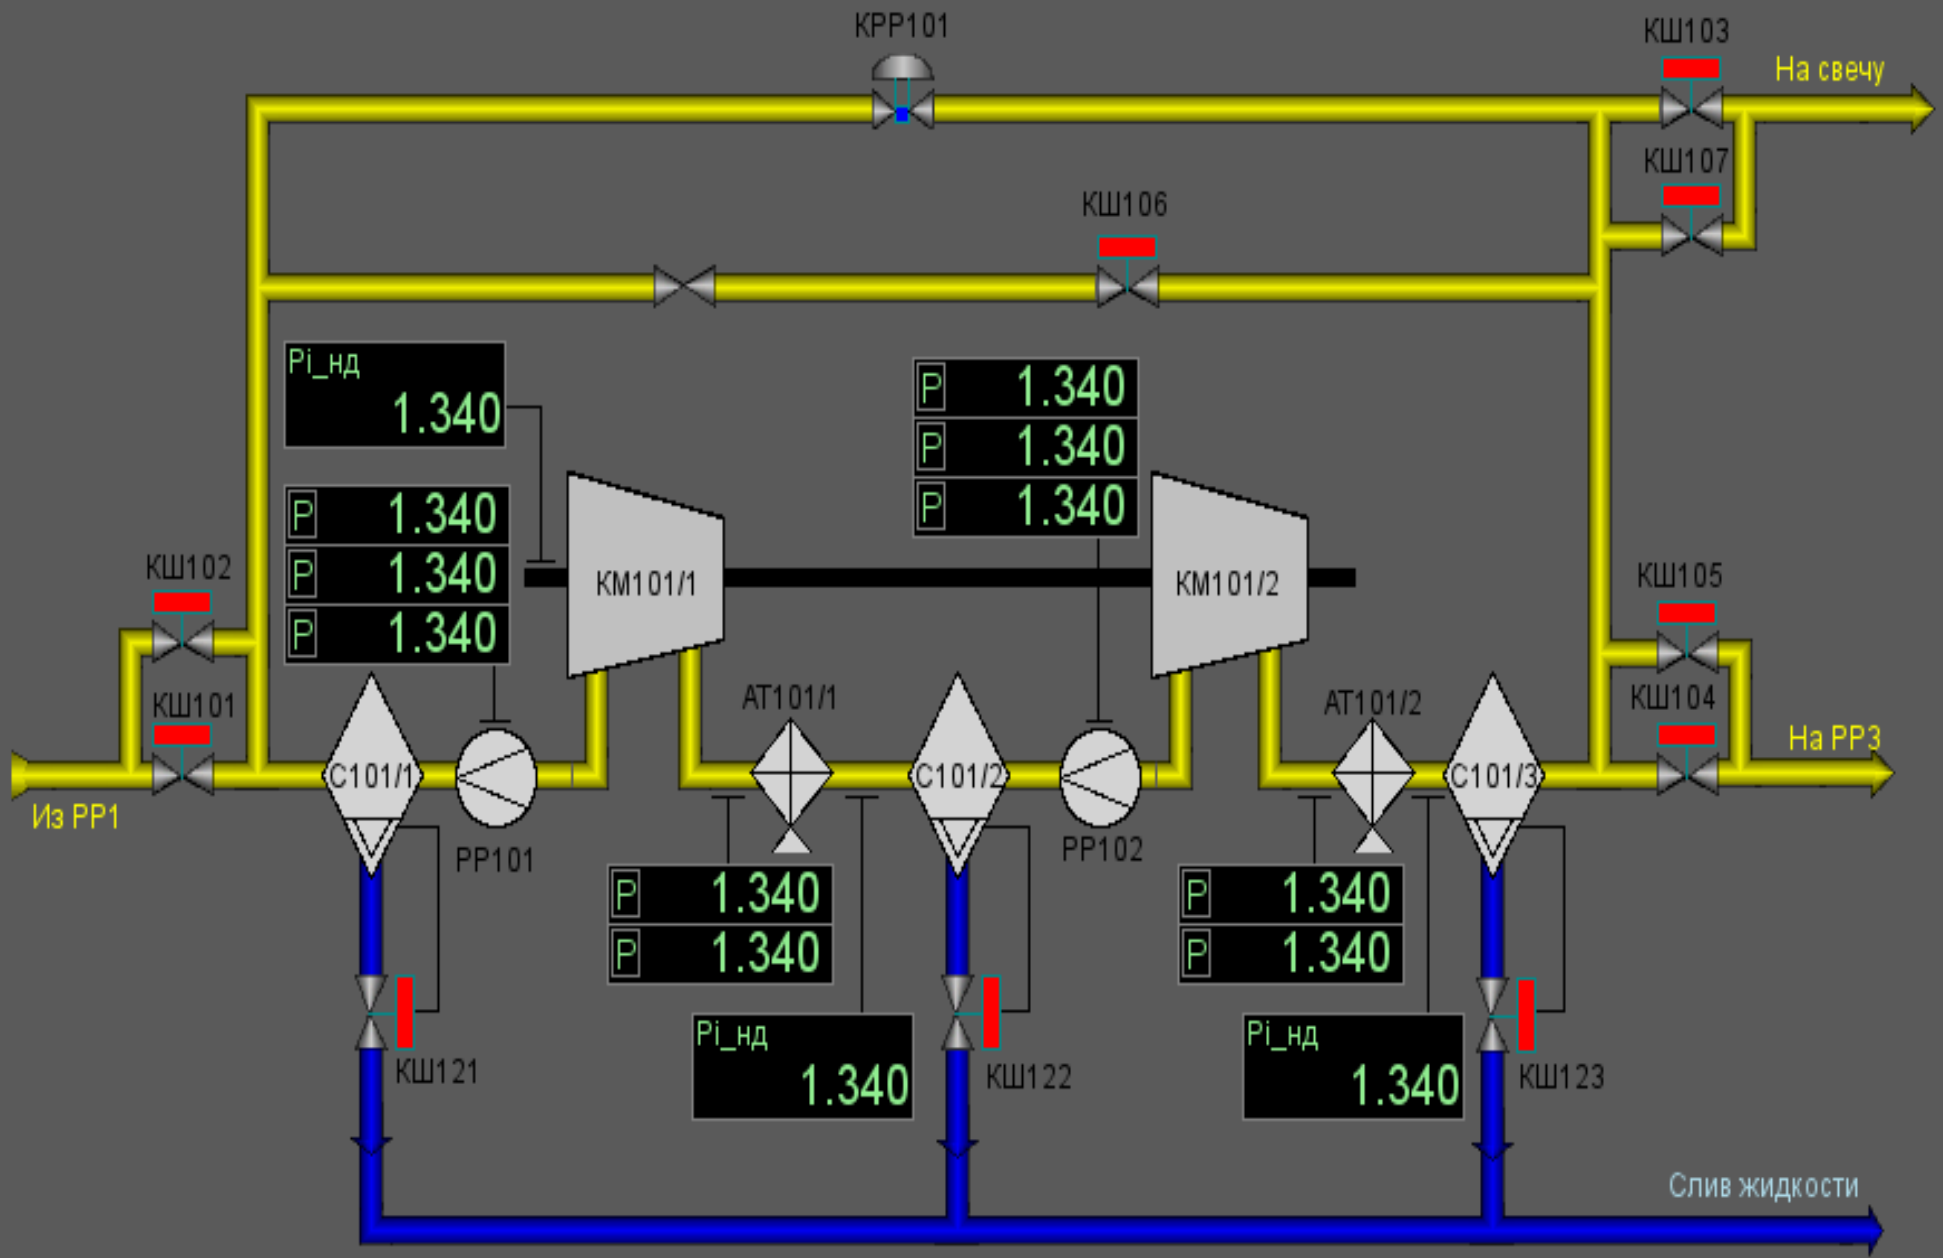 КРР101
КШ103
На свечу
КШ107
КШ106
Pi_нд
1.340
P 1.340
P 1.340
P 1.340
P 1.340
P 1.340
P 1.340
КШ102
КМ101/1
КМ101/2
КШ105
КШ101
АТ101/1
АТ101/2
КШ104
На РР3
С101/1
С101/2
С101/3
Из РР1
РР101
РР102
P 1.340
P 1.340
P 1.340
P 1.340
Pi_нд
1.340
Pi_нд
1.340
КШ121
КШ122
КШ123
Слив жидкости